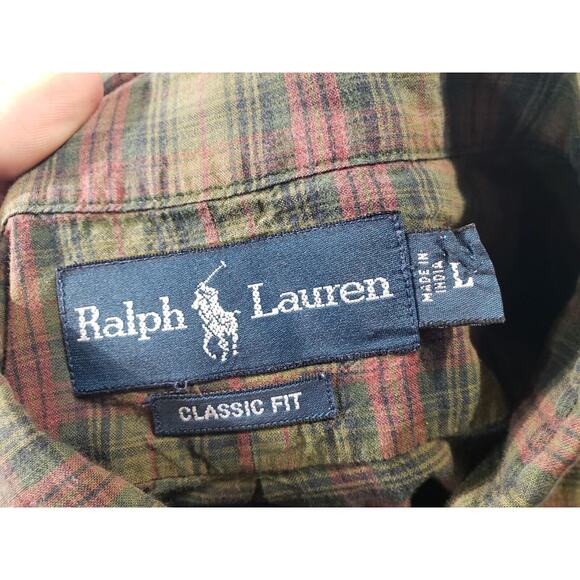 Ralph Lauren
MADE IN
INDIA
L
CLASSIC FIT